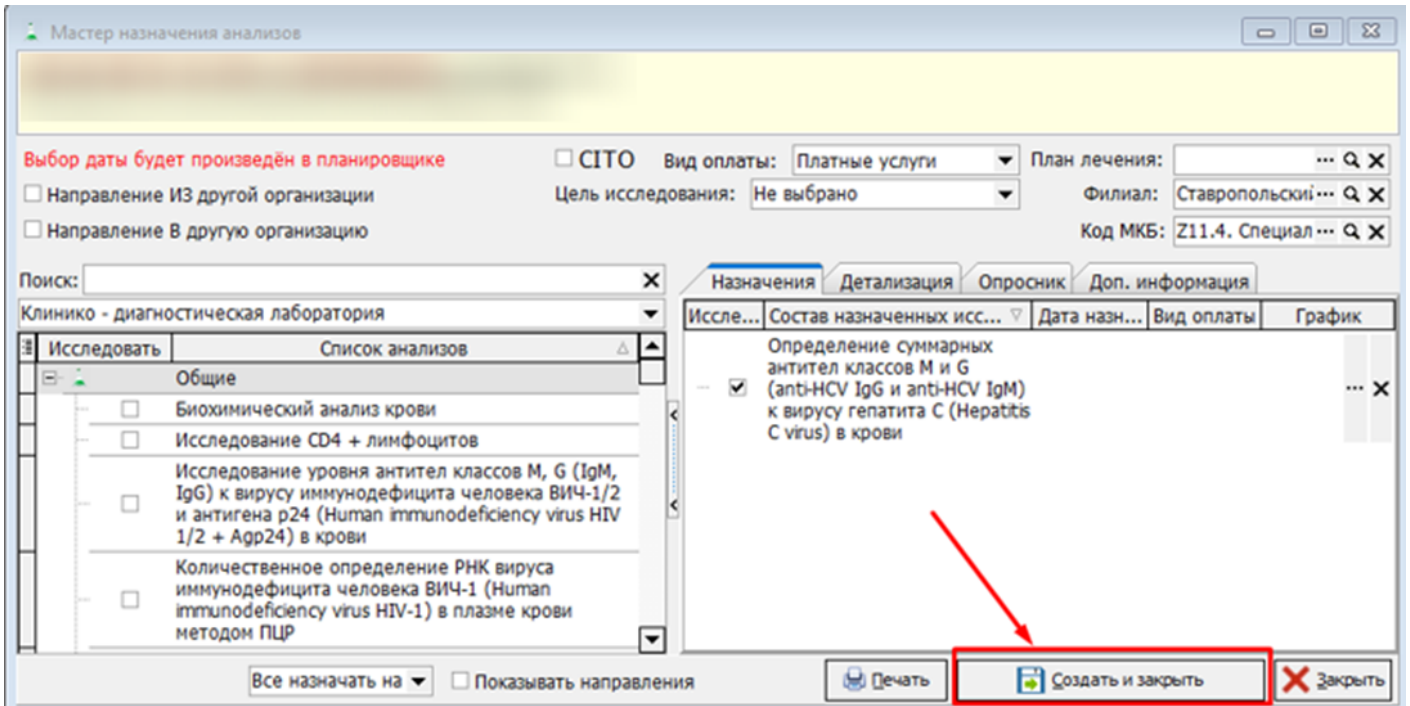 Мастер назначения анализов
Выбор даты будет произведён в планировщике
CITO
Вид оплаты: Платные услуги
План лечения:
Направление ИЗ другой организации
Цель исследования: Не выбрано
Филиал: Ставропольский
Направление В другую организацию
Код МКБ: Z11.4. Специал
Поиск:
Клинико - диагностическая лаборатория
Исследовать Список анализов
Общие
Биохимический анализ крови
Исследование CD4 + лимфоцитов
Исследование уровня антител классов M, G (IgM,
IgG) к вирусу иммунодефицита человека ВИЧ-1/2
и антигена p24 (Human immunodeficiency virus HIV
1/2 + Agp24) в крови
Количественное определение РНК вируса
иммунодефицита человека ВИЧ-1 (Human
immunodeficiency virus HIV-1) в плазме крови
методом ПЦР
Назначения Детализация Опросник Доп. информация
Иссле... Состав назначенных исс... Дата назн... Вид оплаты График
Определение суммарных
антител классов М и G
(anti-HCV IgG и anti-HCV IgM)
к вирусу гепатита С (Hepatitis
C virus) в крови
Все назначать на
Показывать направления
Печать
Создать и закрыть
Закрыть